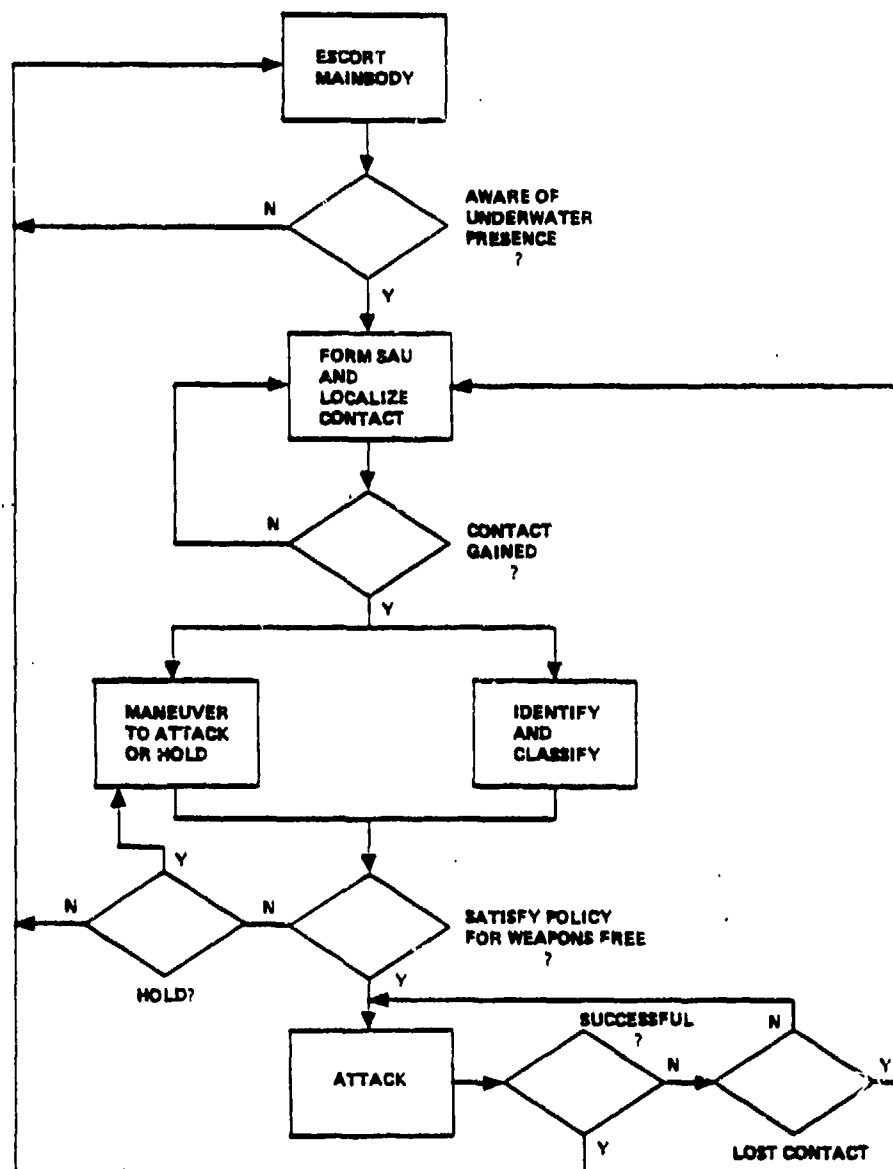 ESCORT
MAINBODY
N
AWARE OF
UNDERWATER
PRESENCE
?
Y
FORM SAU
AND
LOCALIZE
CONTACT
N
CONTACT
GAINED
?
Y
MANEUVER
TO ATTACK
OR HOLD
IDENTIFY
AND
CLASSIFY
Y
N
N
SATISFY POLICY
FOR WEAPONS FREE
?
HOLD?
Y
SUCCESSFUL
?
N
ATTACK
N
Y
Y
LOST CONTACT